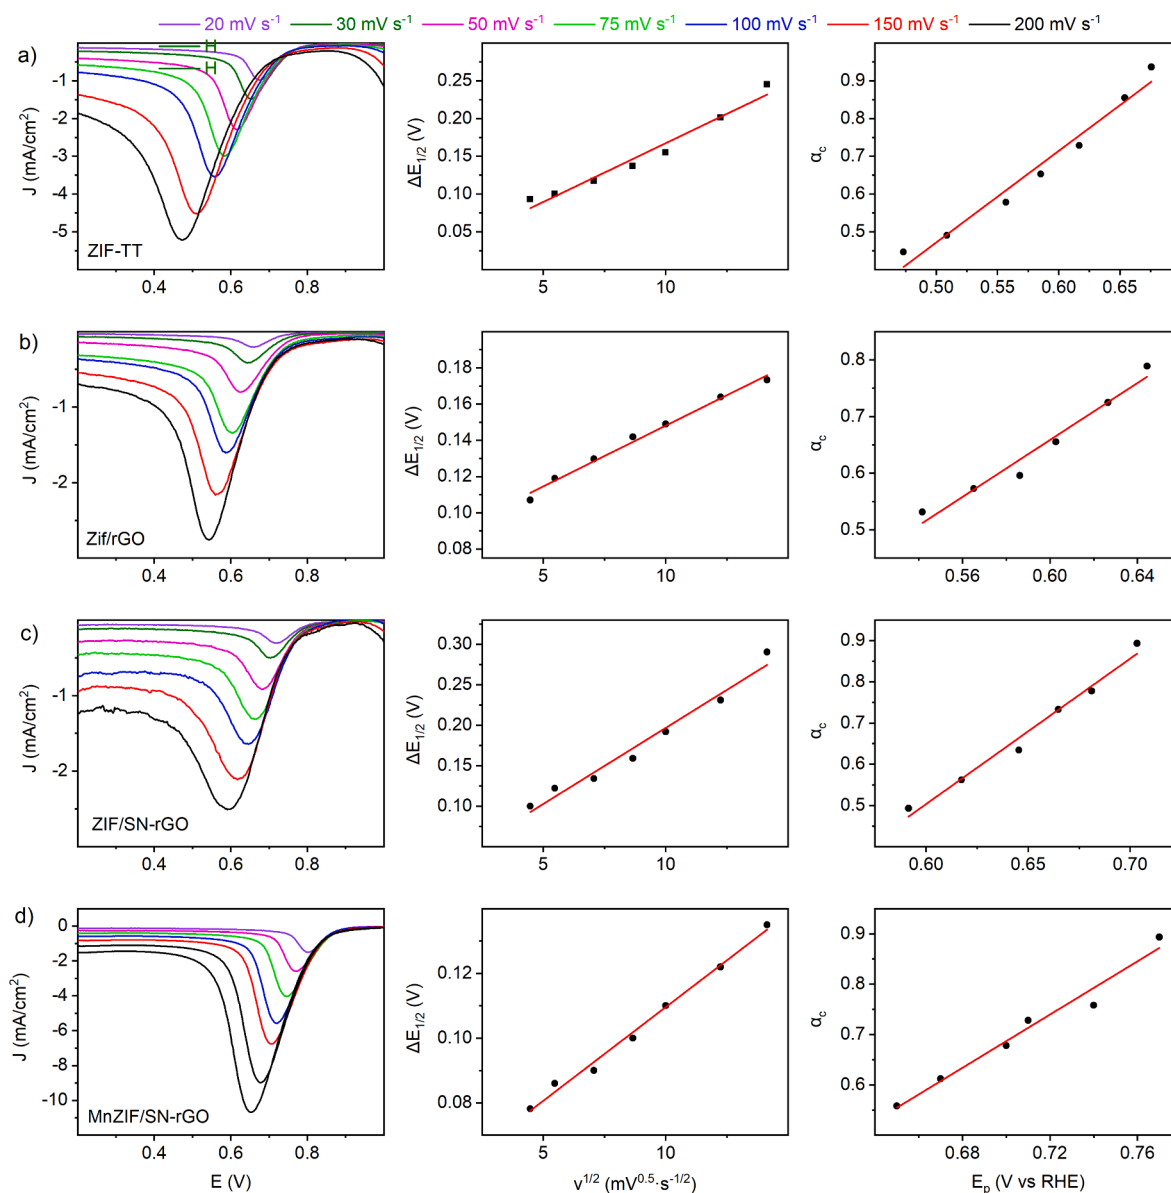 20 mV s⁻¹ 30 mV s⁻¹ 50 mV s⁻¹ 75 mV s⁻¹ 100 mV s⁻¹ 150 mV s⁻¹ 200 mV s⁻¹
a)
J (mA/cm²)
-1
-2
-3
-4
-5
0.4 0.6 0.8
ZIF-TT
ΔE₁/₂ (V)
0.25
0.20
0.15
0.10
0.05
5 10
α꜀
0.9
0.8
0.7
0.6
0.5
0.50 0.55 0.60 0.65
b)
J (mA/cm²)
-1
-2
0.4 0.6 0.8
Zif/rGO
ΔE₁/₂ (V)
0.18
0.16
0.14
0.12
0.10
0.08
5 10
α꜀
0.8
0.7
0.6
0.5
0.56 0.60 0.64
c)
J (mA/cm²)
-1
-2
0.4 0.6 0.8
ZIF/SN-rGO
ΔE₁/₂ (V)
0.30
0.25
0.20
0.15
0.10
5 10
α꜀
0.9
0.8
0.7
0.6
0.5
0.60 0.65 0.70
d)
J (mA/cm²)
0
-2
-4
-6
-8
-10
0.4 0.6 0.8
MnZIF/SN-rGO
E (V)
ΔE₁/₂ (V)
0.12
0.10
0.08
5 10
v¹ᐟ² (mV⁰·⁵·s⁻¹ᐟ²)
α꜀
0.9
0.8
0.7
0.6
0.68 0.72 0.76
Eₚ (V vs RHE)